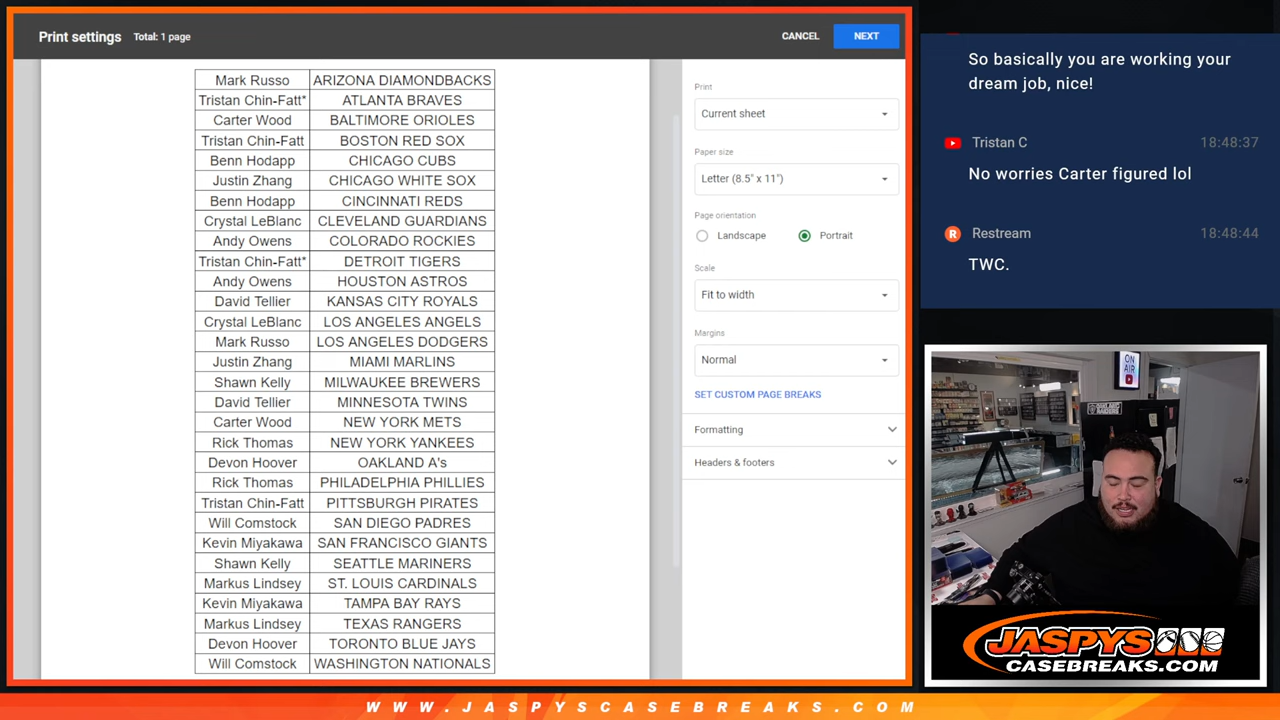 Print settings Total: 1 page CANCEL NEXT
Mark Russo ARIZONA DIAMONDBACKS
Tristan Chin-Fatt* ATLANTA BRAVES
Carter Wood BALTIMORE ORIOLES
Tristan Chin-Fatt BOSTON RED SOX
Benn Hodapp CHICAGO CUBS
Justin Zhang CHICAGO WHITE SOX
Benn Hodapp CINCINNATI REDS
Crystal LeBlanc CLEVELAND GUARDIANS
Andy Owens COLORADO ROCKIES
Tristan Chin-Fatt* DETROIT TIGERS
Andy Owens HOUSTON ASTROS
David Tellier KANSAS CITY ROYALS
Crystal LeBlanc LOS ANGELES ANGELS
Mark Russo LOS ANGELES DODGERS
Justin Zhang MIAMI MARLINS
Shawn Kelly MILWAUKEE BREWERS
David Tellier MINNESOTA TWINS
Carter Wood NEW YORK METS
Rick Thomas NEW YORK YANKEES
Devon Hoover OAKLAND A's
Rick Thomas PHILADELPHIA PHILLIES
Tristan Chin-Fatt PITTSBURGH PIRATES
Will Comstock SAN DIEGO PADRES
Kevin Miyakawa SAN FRANCISCO GIANTS
Shawn Kelly SEATTLE MARINERS
Markus Lindsey ST. LOUIS CARDINALS
Kevin Miyakawa TAMPA BAY RAYS
Markus Lindsey TEXAS RANGERS
Devon Hoover TORONTO BLUE JAYS
Will Comstock WASHINGTON NATIONALS
Print
Current sheet
Paper size
Letter (8.5" x 11")
Page orientation
Landscape Portrait
Scale
Fit to width
Margins
Normal
SET CUSTOM PAGE BREAKS
Formatting
Headers & footers
So basically you are working your
dream job, nice!
Tristan C 18:48:37
No worries Carter figured lol
R Restream 18:48:44
TWC.
ON
AIR
JASPYS
CASEBREAKS.COM
WWW.JASPYSCASEBREAKS.COM